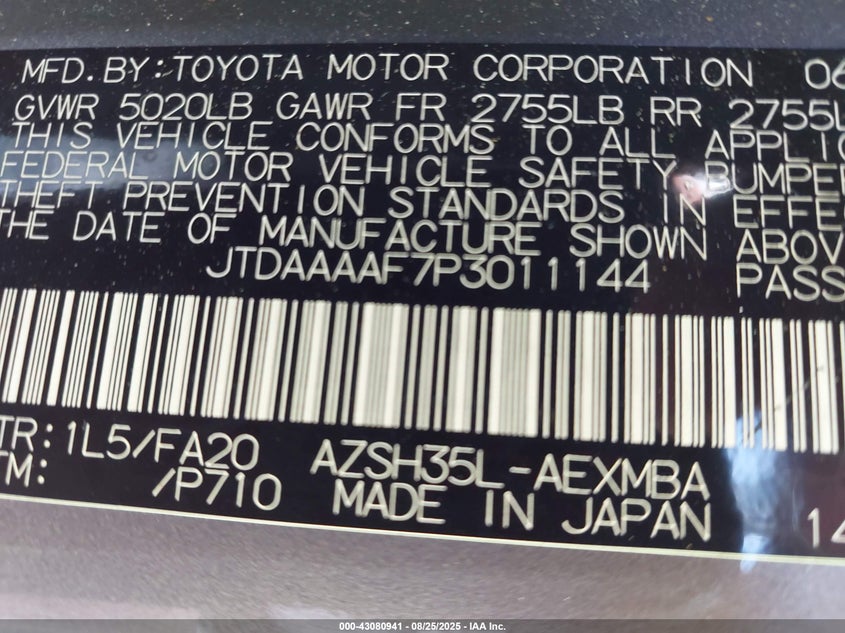 MFD. BY: TOYOTA MOTOR CORPORATION 06
GVWR 5020LB GAWR FR 2755LB RR 2755L
THIS VEHICLE CONFORMS TO ALL APPLIC
FEDERAL MOTOR VEHICLE SAFETY, BUMPER
THEFT PREVENTION STANDARDS IN EFFE
THE DATE OF MANUFACTURE SHOWN ABOV
JTDAAAAF7P3011144 PASS
TR: 1L5/FA20 AZSH35L-AEXMBA
TM: /P710 MADE IN JAPAN 14
000-43080941 - 08/25/2025 - IAA Inc.